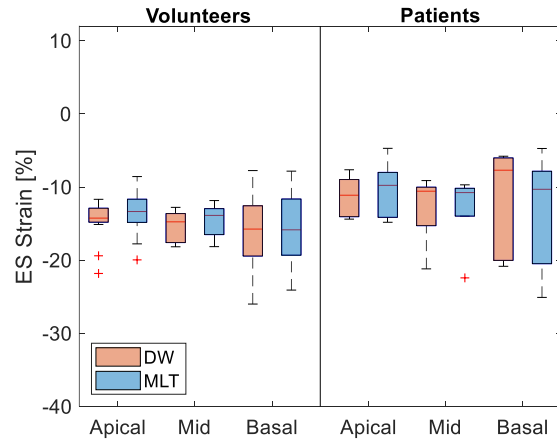 Volunteers Patients
10
0
-10
-20
-30
-40
ES Strain [%]
DW
MLT
Apical Mid Basal Apical Mid Basal